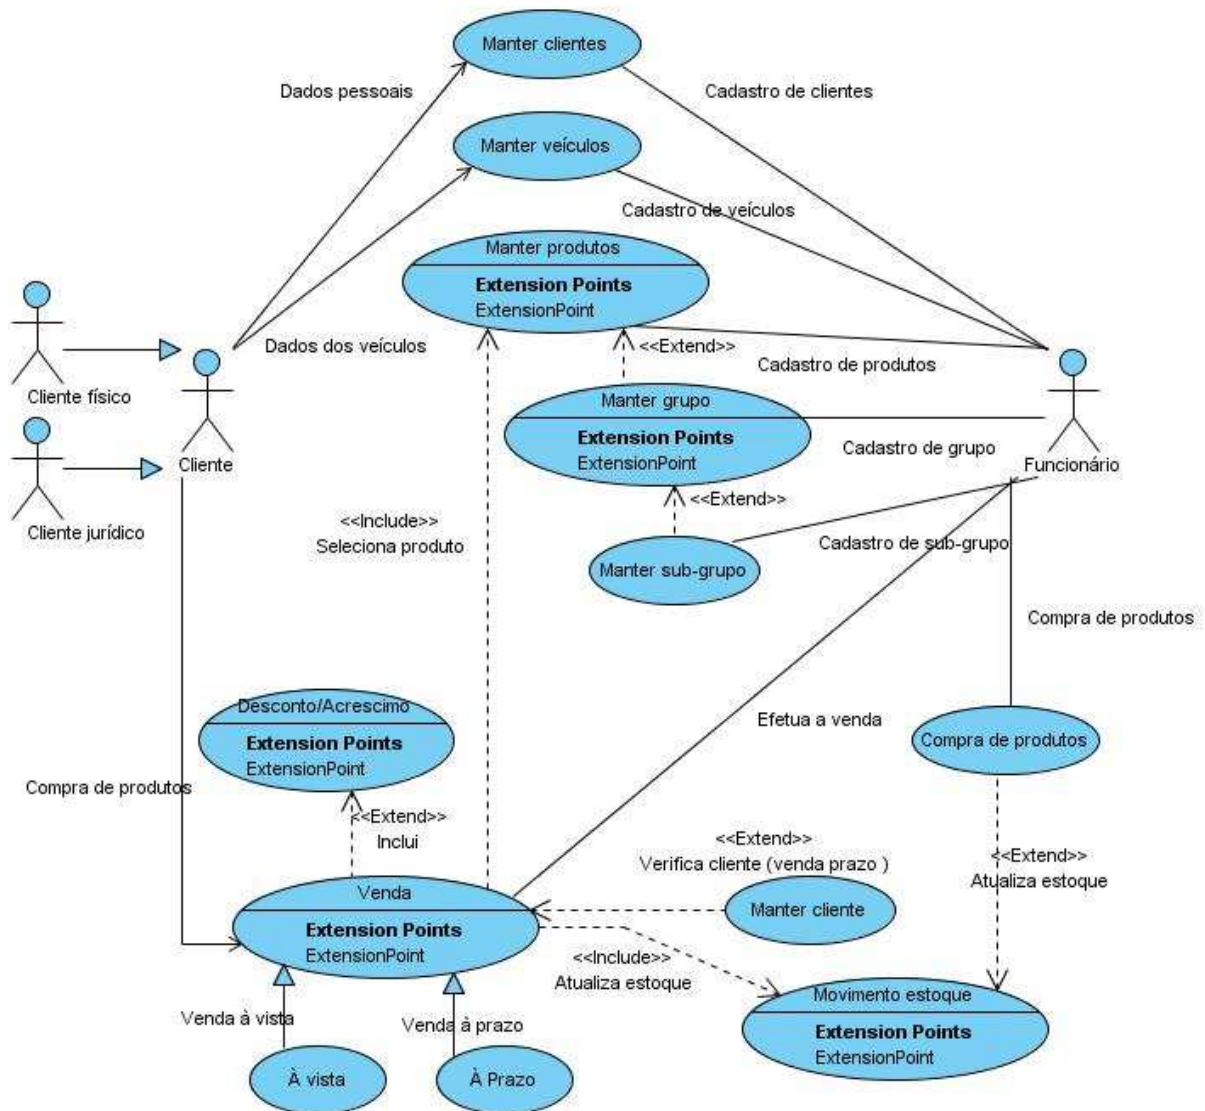 Manter clientes
Dados pessoais
Cadastro de clientes
Manter veículos
Cadastro de veículos
Manter produtos
Extension Points
ExtensionPoint
Dados dos veículos
<<Extend>>
Cadastro de produtos
Cliente físico
Manter grupo
Extension Points
ExtensionPoint
Cadastro de grupo
Cliente
Funcionário
Cliente jurídico
<<Extend>>
<<Include>>
Seleciona produto
Cadastro de sub-grupo
Manter sub-grupo
Compra de produtos
Desconto/Acrescimo
Extension Points
ExtensionPoint
Efetua a venda
Compra de produtos
Compra de produtos
<<Extend>>
Inclui
<<Extend>>
Verifica cliente (venda prazo )
<<Extend>>
Atualiza estoque
Venda
Extension Points
ExtensionPoint
Manter cliente
<<Include>>
Atualiza estoque
Movimento estoque
Extension Points
ExtensionPoint
Venda à vista
Venda à prazo
À vista
À Prazo